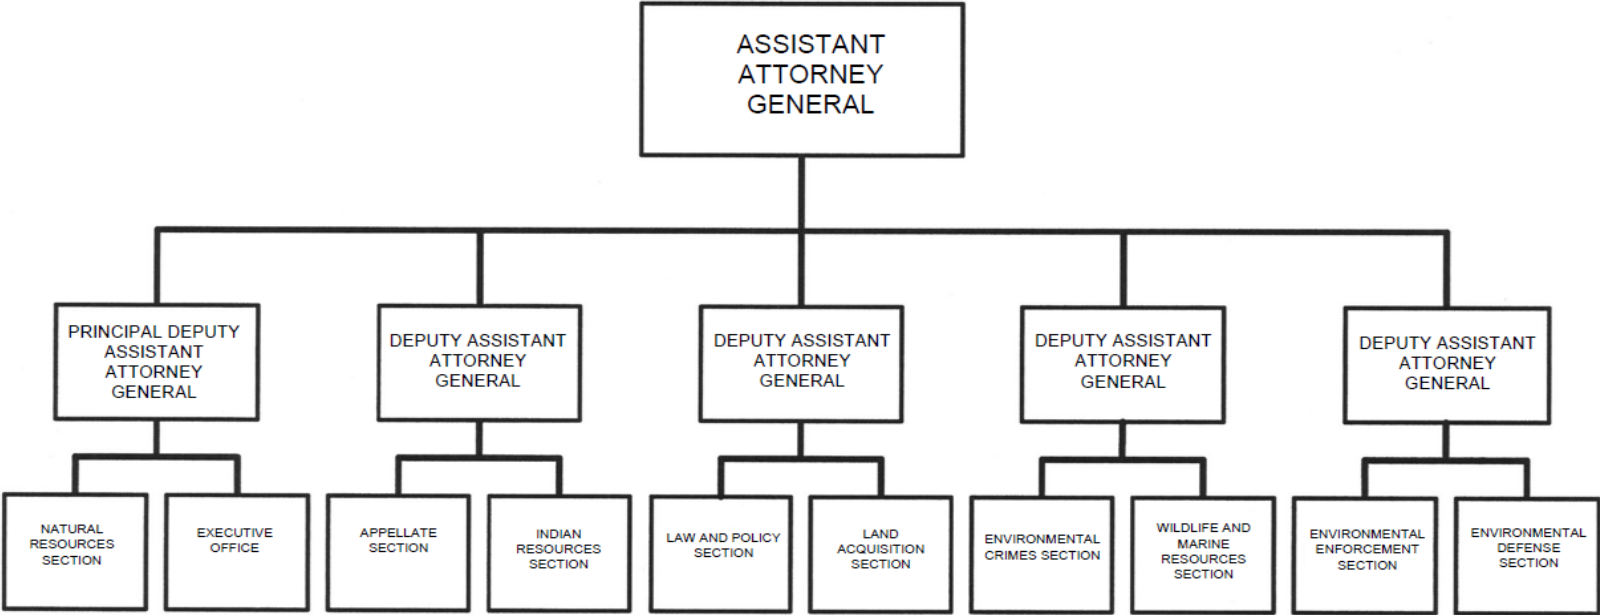 ASSISTANT
ATTORNEY
GENERAL
PRINCIPAL DEPUTY
ASSISTANT
ATTORNEY
GENERAL
DEPUTY ASSISTANT
ATTORNEY
GENERAL
DEPUTY ASSISTANT
ATTORNEY
GENERAL
DEPUTY ASSISTANT
ATTORNEY
GENERAL
DEPUTY ASSISTANT
ATTORNEY
GENERAL
NATURAL
RESOURCES
SECTION
EXECUTIVE
OFFICE
APPELLATE
SECTION
INDIAN
RESOURCES
SECTION
LAW AND POLICY
SECTION
LAND
ACQUISITION
SECTION
ENVIRONMENTAL
CRIMES SECTION
WILDLIFE AND
MARINE
RESOURCES
SECTION
ENVIRONMENTAL
ENFORCEMENT
SECTION
ENVIRONMENTAL
DEFENSE
SECTION